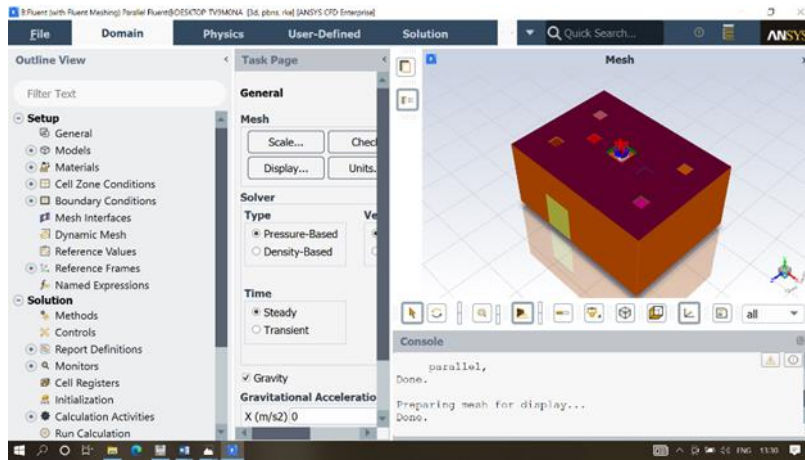 B:Fluent (with Fluent Meshing) Parallel Fluent@DESKTOP-TV9M0NA [3d, pbns, rke] [ANSYS CFD Enterprise]
File Domain Physics User-Defined Solution Quick Search... ANSYS
Outline View
Filter Text
Setup
General
Models
Materials
Cell Zone Conditions
Boundary Conditions
Mesh Interfaces
Dynamic Mesh
Reference Values
Reference Frames
Named Expressions
Solution
Methods
Controls
Report Definitions
Monitors
Cell Registers
Initialization
Calculation Activities
Run Calculation
Task Page
General
Mesh
Scale... Chec
Display... Units.
Solver
Type Ve
Pressure-Based
Density-Based
Time
Steady
Transient
Gravity
Gravitational Acceleratio
X (m/s2) 0
Mesh
all
Console
parallel,
Done.
Preparing mesh for display...
Done.
ENG 13:30